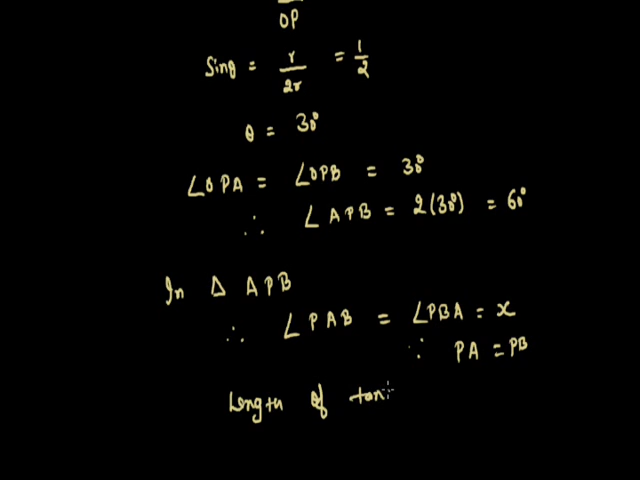 OP
Sinθ = r/2r = 1/2
θ = 30°
∠OPA = ∠OPB = 30°
∴ ∠APB = 2(30°) = 60°
In Δ APB
∴ ∠PAB = ∠PBA = x
∵ PA = PB
Length of tan